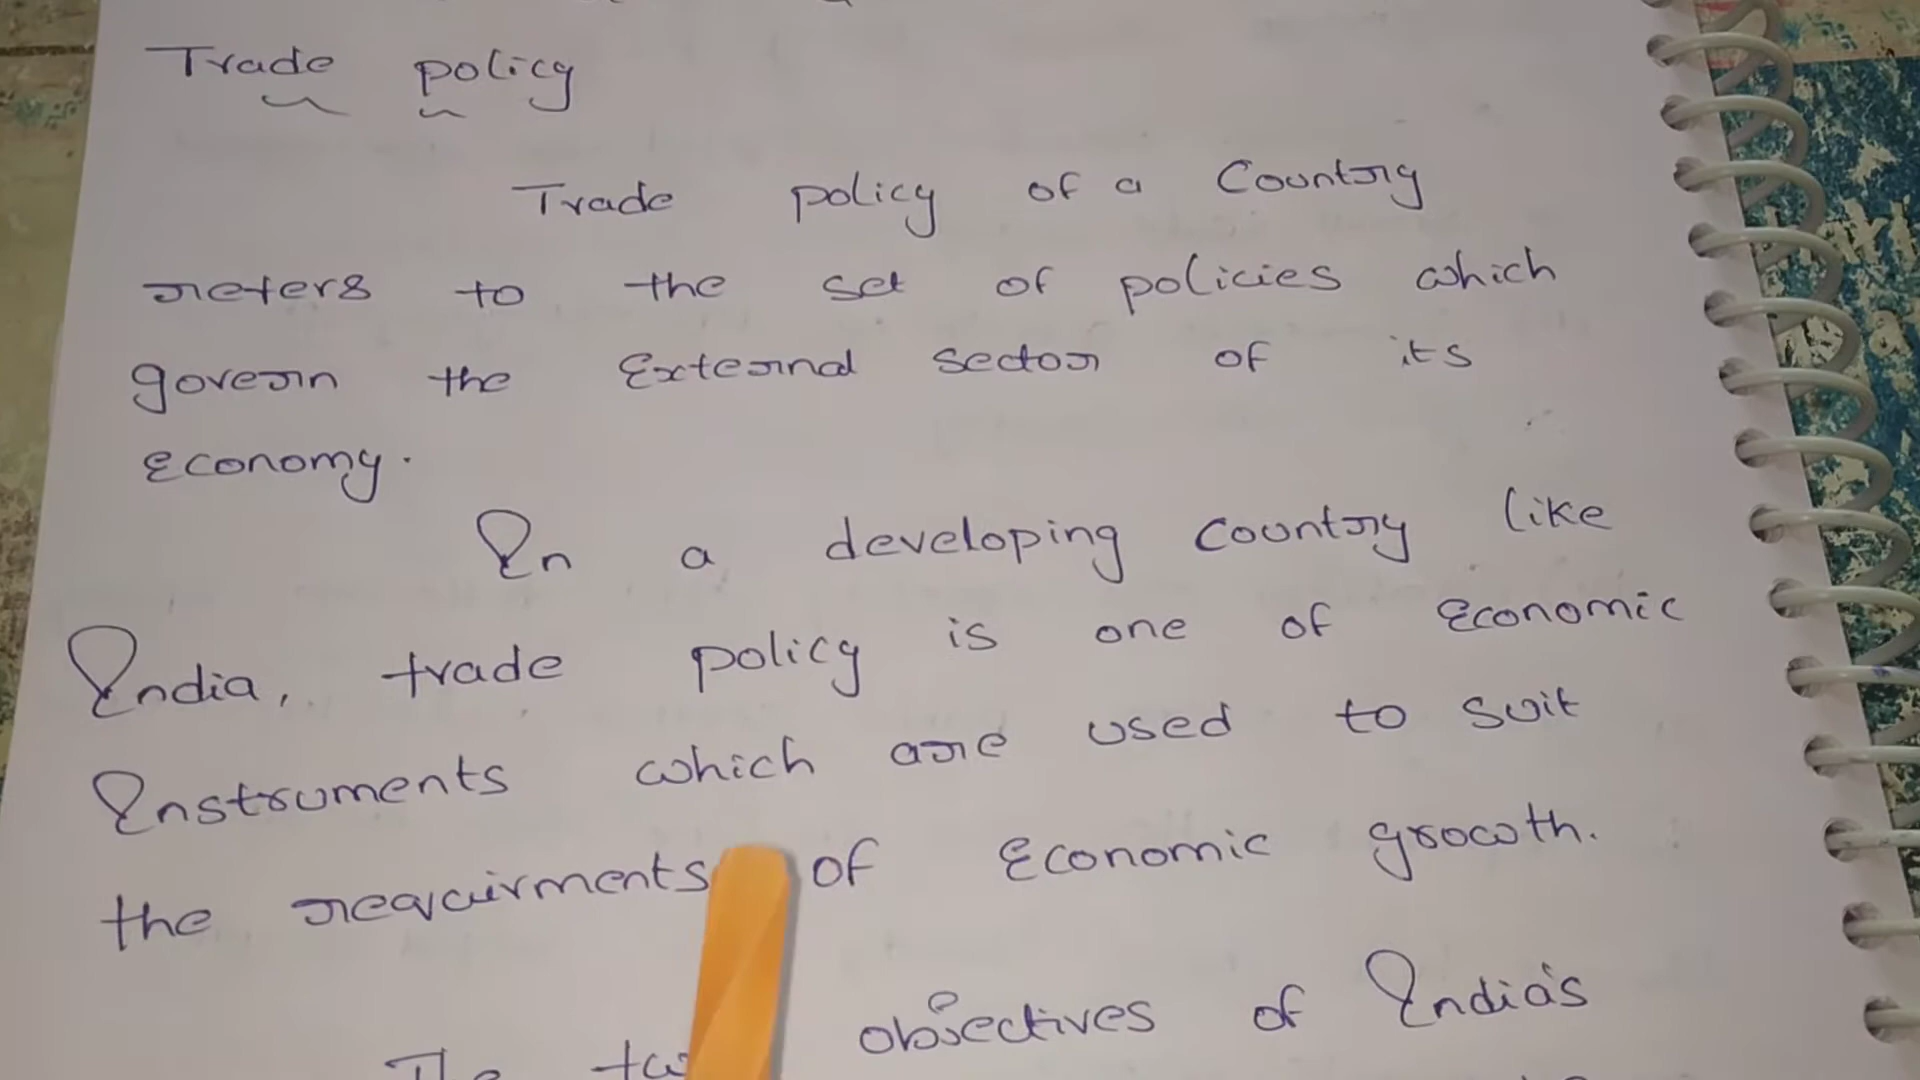 Trade policy
Trade policy of a Country
refers to the set of policies which
govern the External sector of its
Economy.
In a developing country like
India, trade policy is one of Economic
Instruments which are used to suit
the requirments of Economic growth.
The objectives of India's